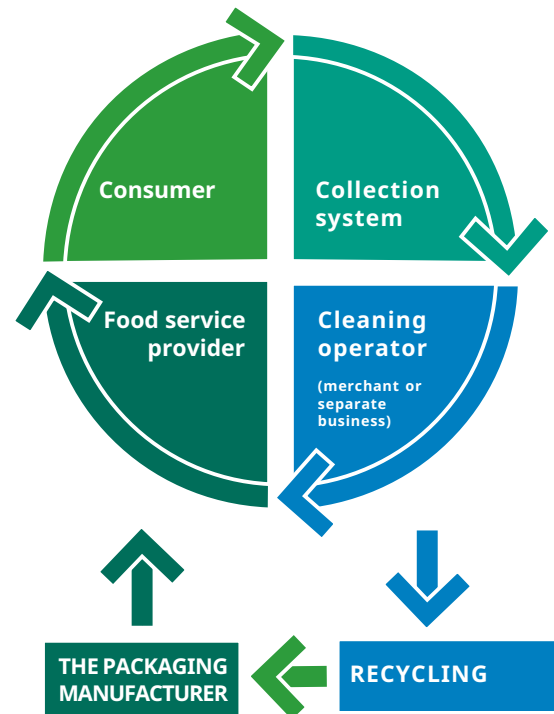 Consumer
Collection
system
Food service
provider
Cleaning
operator
(merchant or
separate
business)
THE PACKAGING
MANUFACTURER
RECYCLING